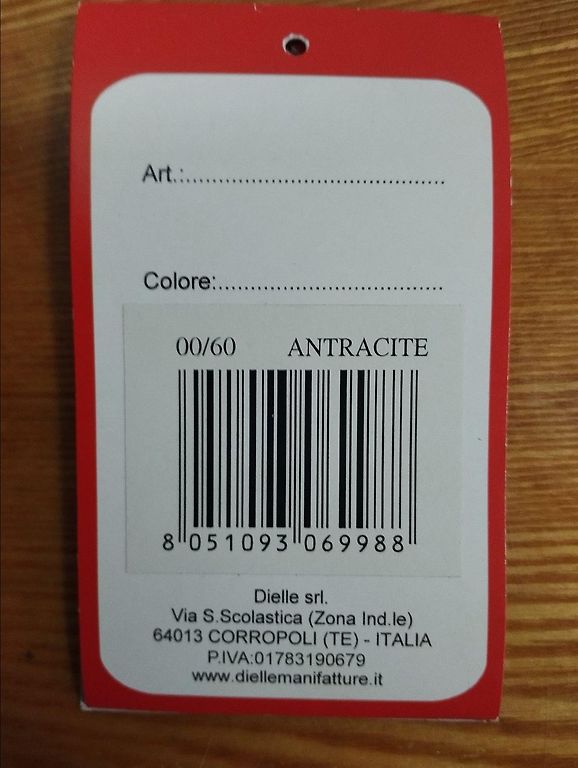 Art.:.........................................
Colore:...................................
00/60 ANTRACITE
8 051093 069988
Dielle srl.
Via S.Scolastica (Zona Ind.le)
64013 CORROPOLI (TE) - ITALIA
P.IVA:01783190679
www.diellemanifatture.it